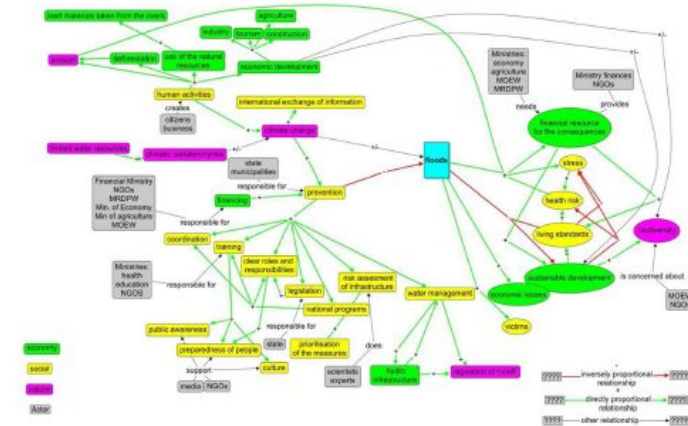 inert materials taken from the rivers
agriculture
industry
tourism
construction
erosion
deforestation
use of the natural
resources
economic development
human activities
creates
citizens
business
international exchange of information
climate change
+/-
+/-
+/-
+/-
limited water resources
climatic variation/cycles
state
municipalities
responsible for
prevention
floods
Financial Ministry
NGOs
MRDPW
Min. of Economy
Min of agriculture
MOEW
responsible for
financing
coordination
training
clear roles and
responsibilities
Ministries:
health
education
NGOS
responsible for
legislation
risk assesment
of infrastructure
water management
national programs
public awareness
responsible for
state
preparedness of people
prioritisation
of the measures
culture
support
media
NGOs
does
scientists
experts
hydro
infrastructure
regulation of runoff
Ministries:
economy
agriculture
MOEW
MRDPW
needs
Ministry finances
NGOs
provides
financial resource
for the consequences
stress
health risk
living standards
biodiversity
sustainable development
is concerned about
MOEW
NGOs
economic losses
victims
economy
social
nature
Actor
-
???? inversely proportional ????
relationship
+
???? directly proportional ????
relationship
???? other relationship ????